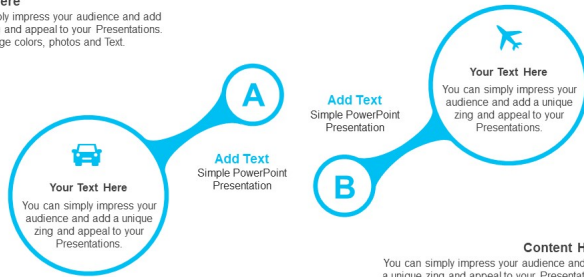 ere
ly impress your audience and add
and appeal to your Presentations.
ge colors, photos and Text.
A
Add Text
Simple PowerPoint
Presentation
Your Text Here
You can simply impress your
audience and add a unique
zing and appeal to your
Presentations.
Your Text Here
You can simply impress your
audience and add a unique
zing and appeal to your
Presentations.
Add Text
Simple PowerPoint
Presentation
B
Content H
You can simply impress your audience and
a unique zing and appeal to your Presentat